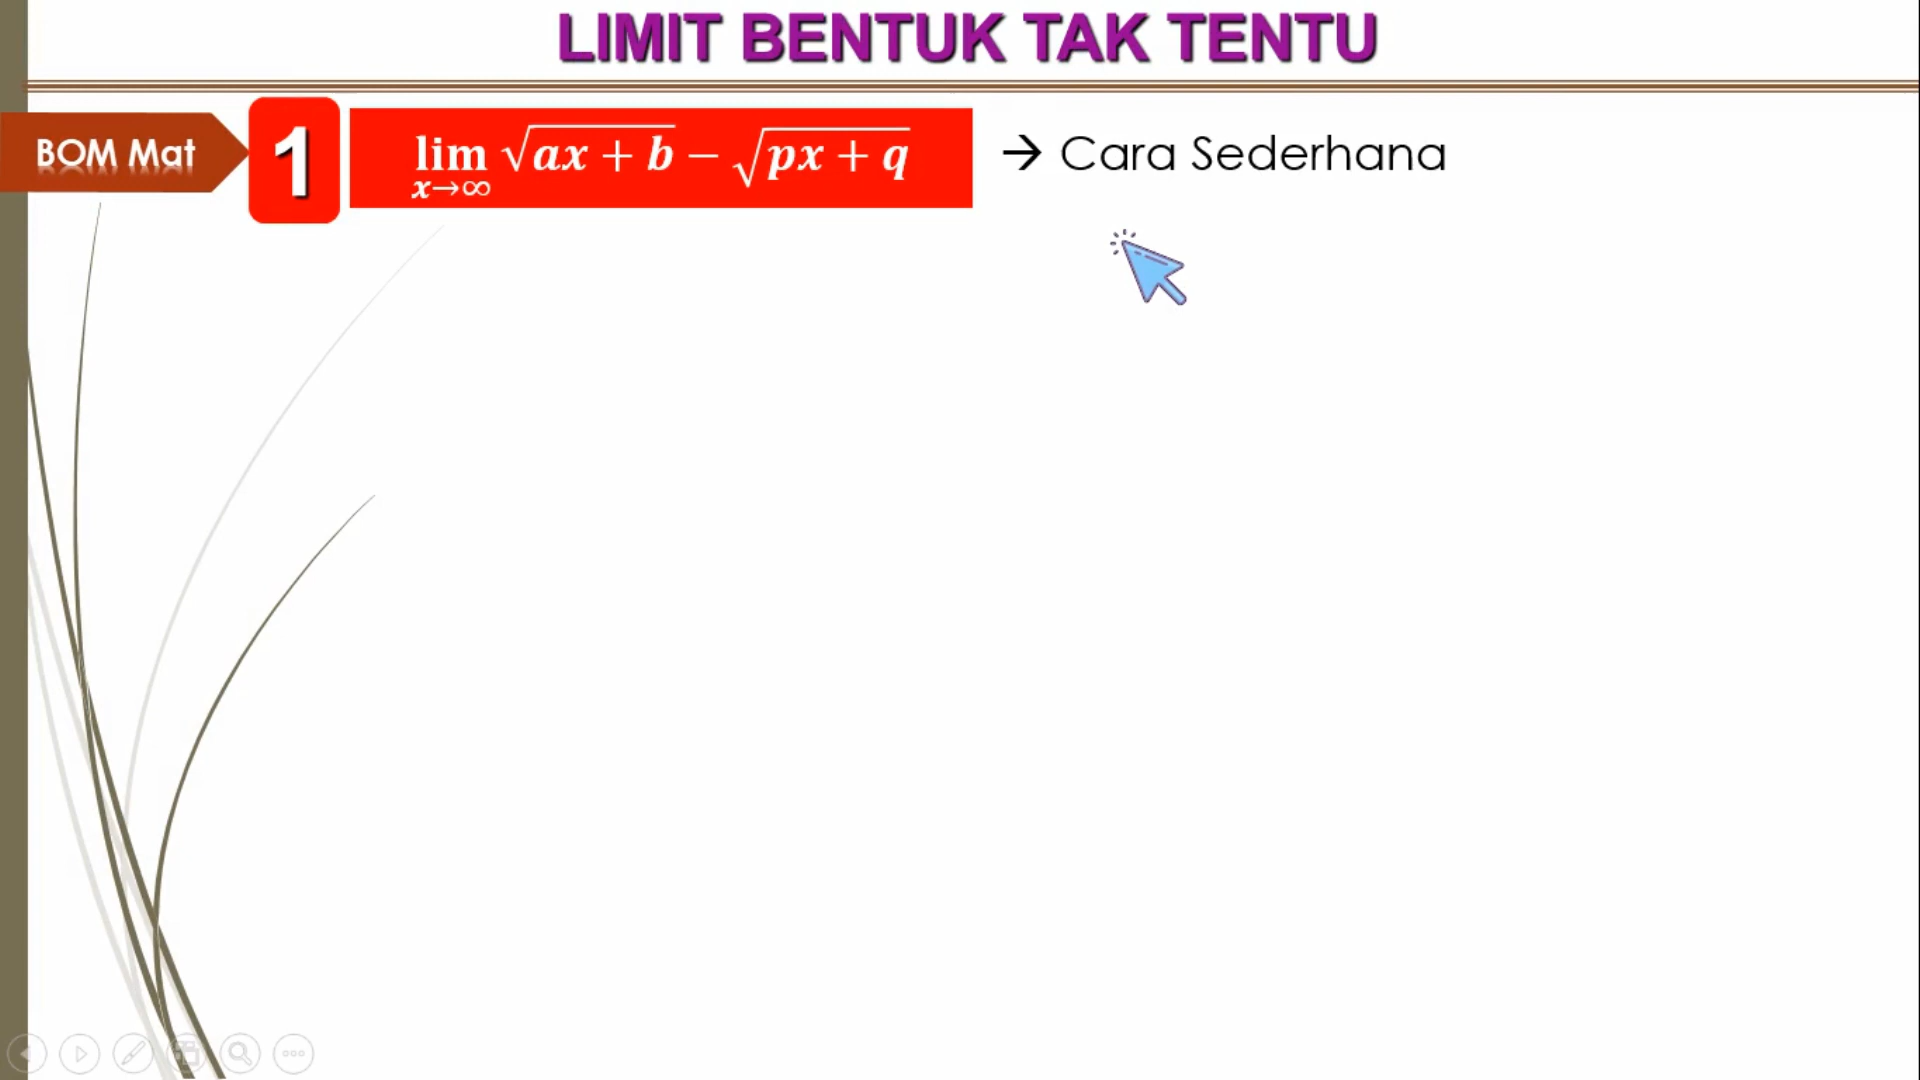 LIMIT BENTUK TAK TENTU
BOM Mat
1
lim x→∞ √(ax + b) − √(px + q)
→ Cara Sederhana